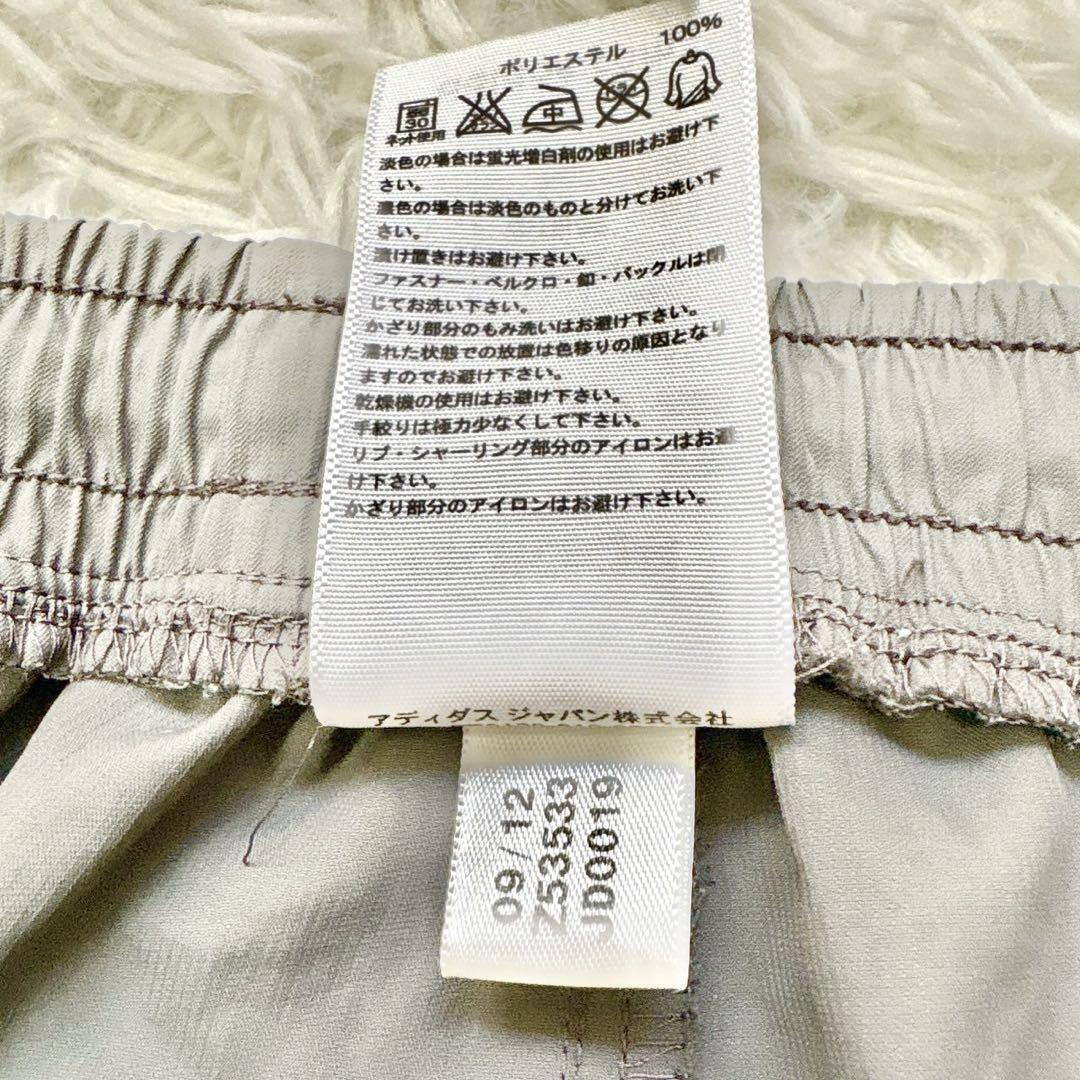 ポリエステル 100%
30
中
ネット使用
淡色の場合は蛍光増白剤の使用はお避け下
さい。
濃色の場合は淡色のものと分けてお洗い下
さい。
漬け置きはお避け下さい。
ファスナー・ベルクロ・釦・バックルは閉
じてお洗い下さい。
かざり部分のもみ洗いはお避け下さい。
濡れた状態での放置は色移りの原因となり
ますのでお避け下さい。
乾燥機の使用はお避け下さい。
手絞りは極力少なくして下さい。
リブ・シャーリング部分のアイロンはお避
け下さい。
かざり部分のアイロンはお避け下さい。
アディダス ジャパン株式会社
09/12
Z53533
JD0019